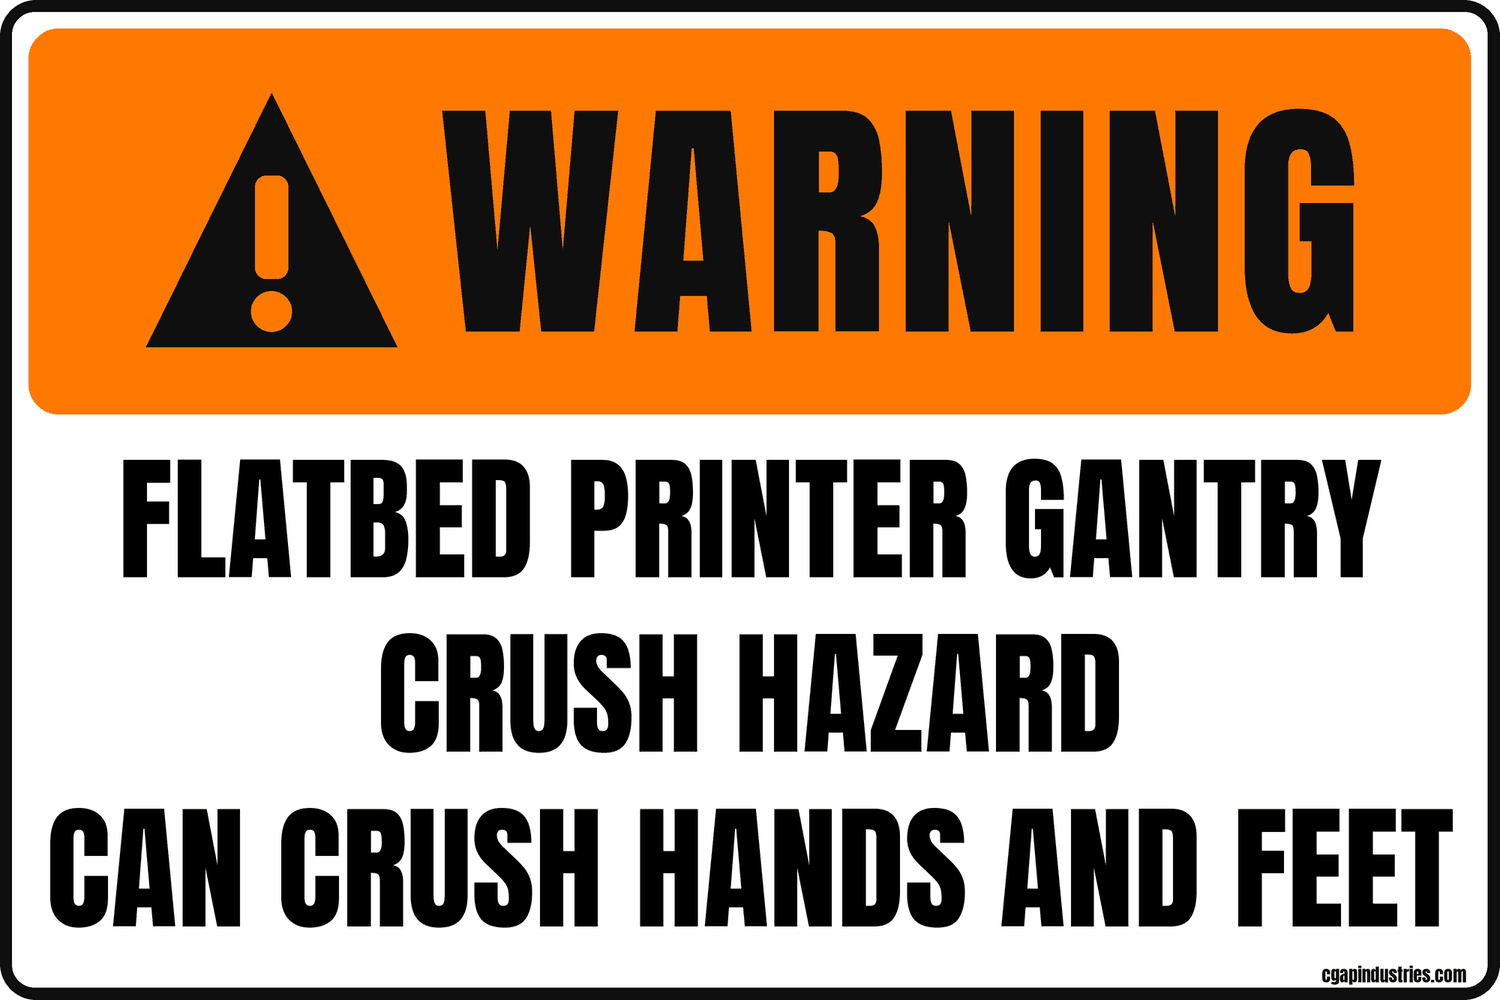 WARNING
FLATBED PRINTER GANTRY
CRUSH HAZARD
CAN CRUSH HANDS AND FEET
cgapindustries.com